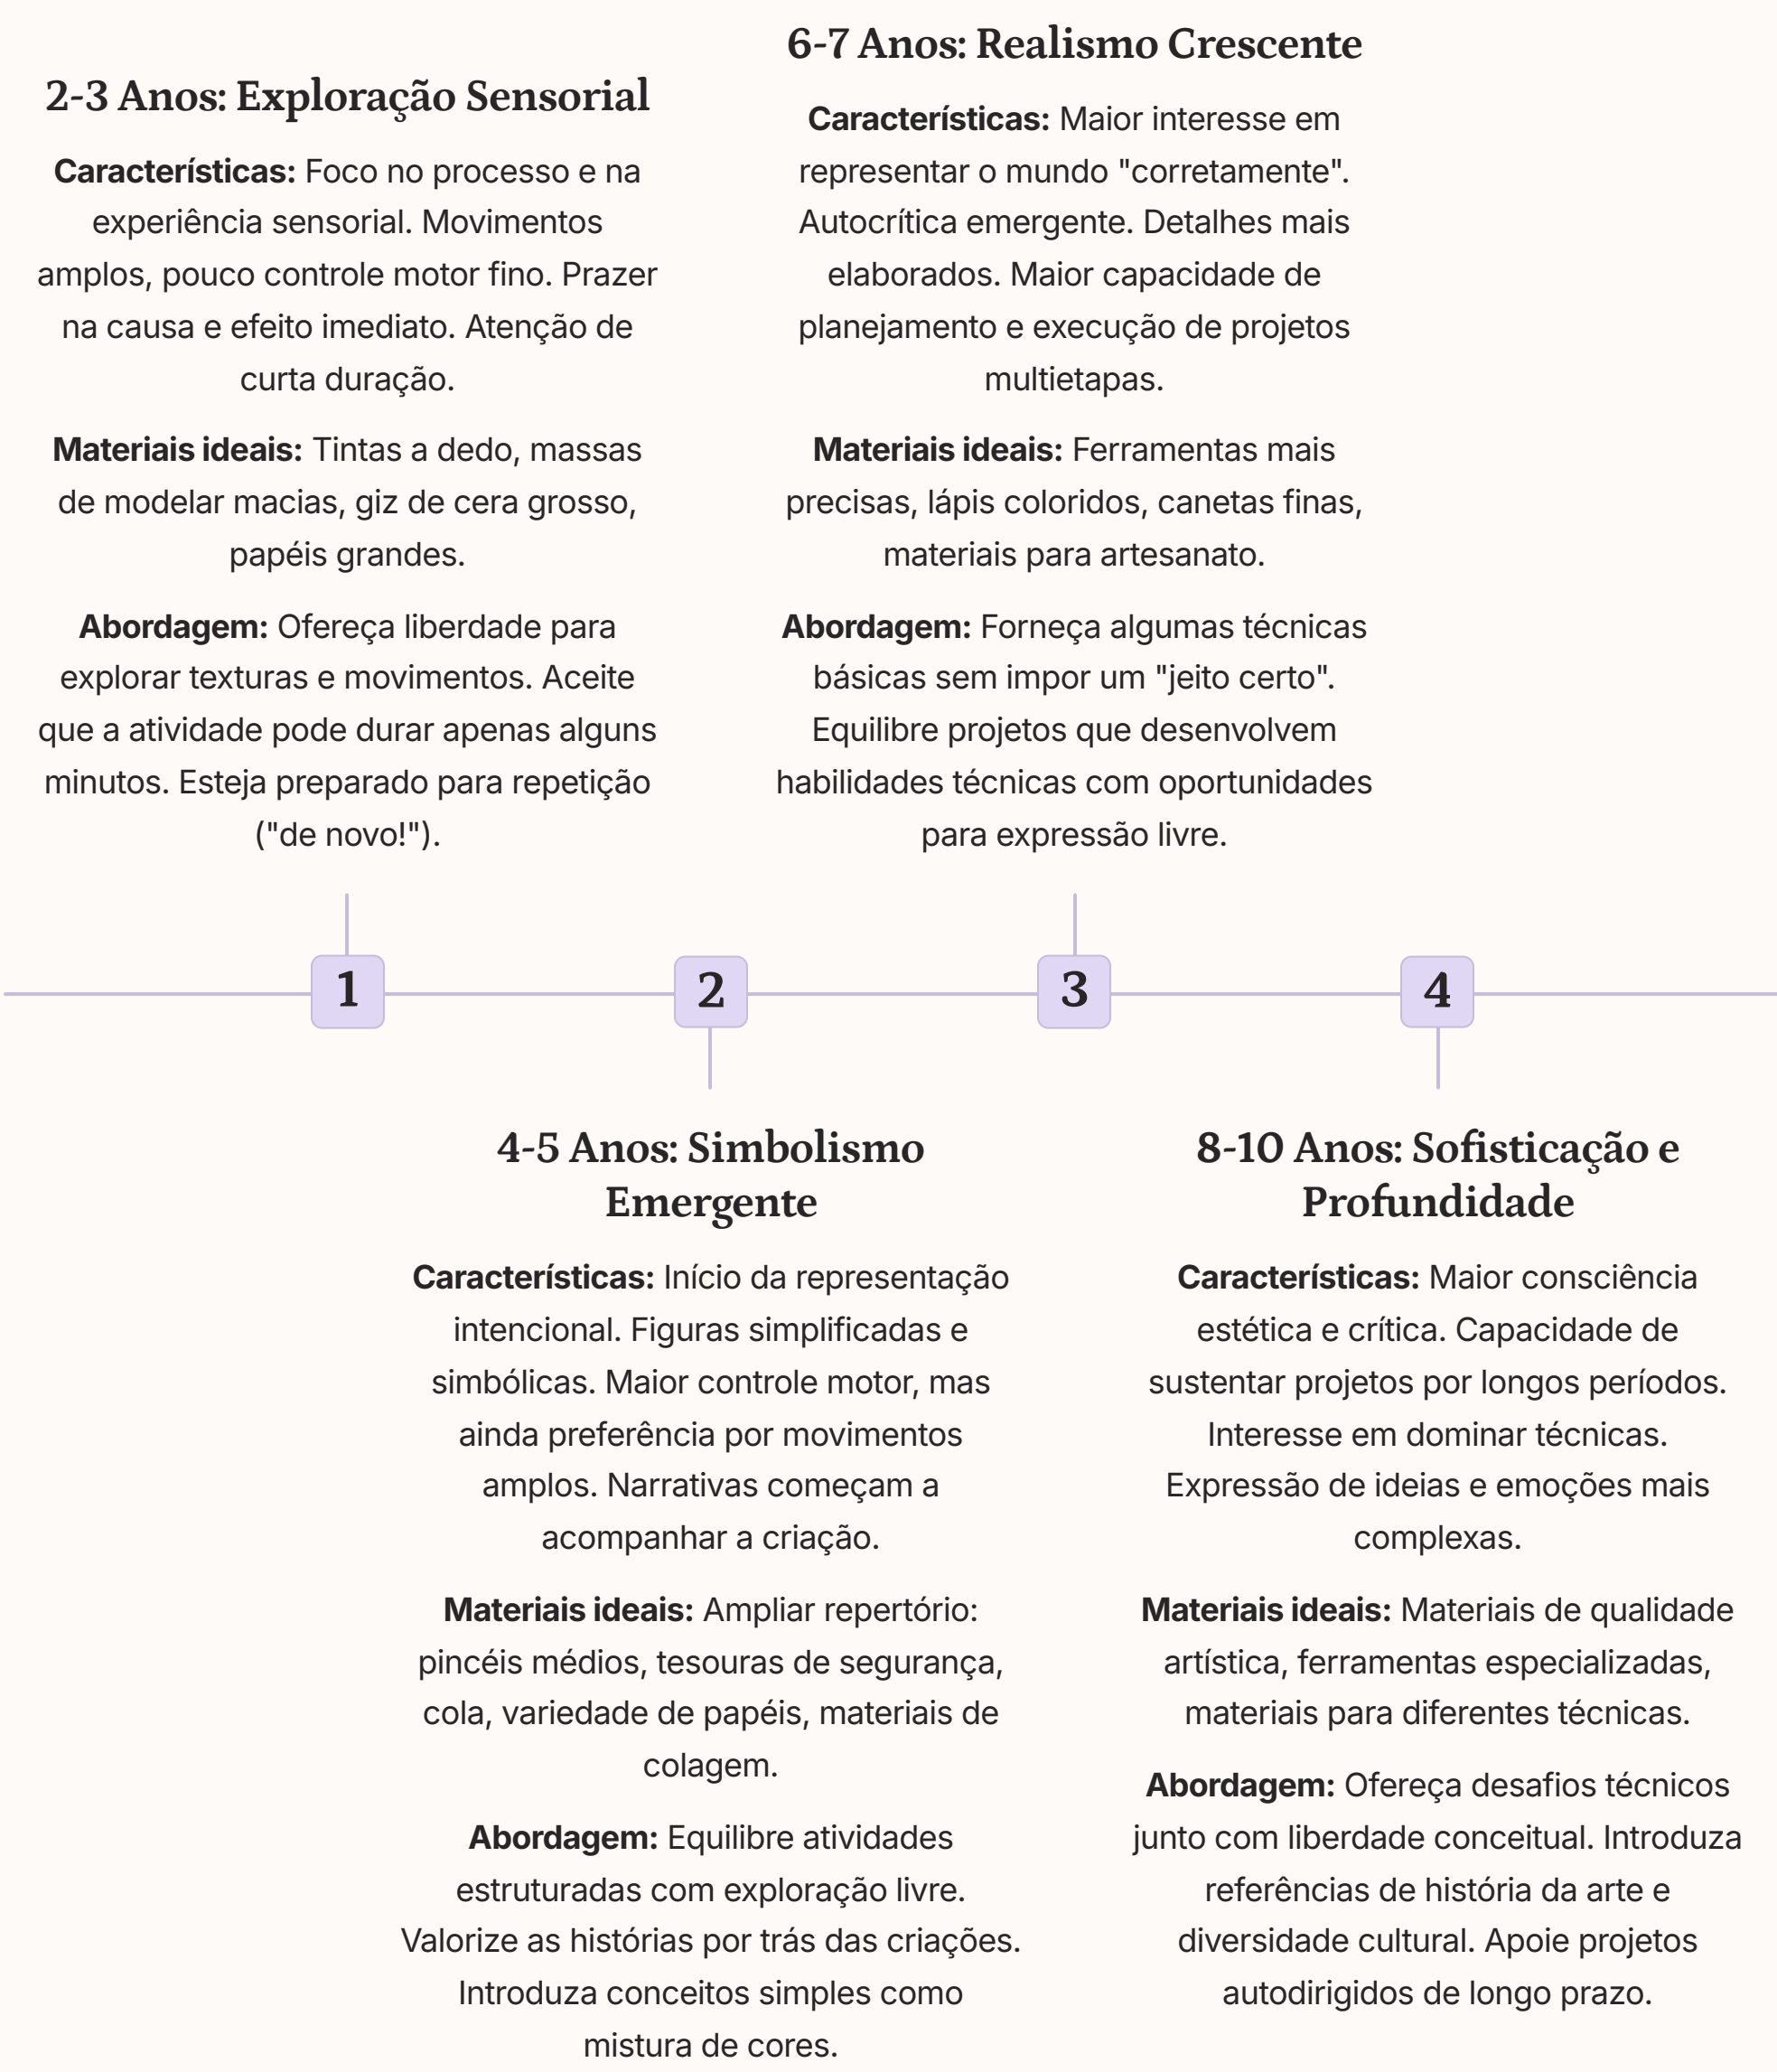 2-3 Anos: Exploração Sensorial
Características: Foco no processo e na
experiência sensorial. Movimentos
amplos, pouco controle motor fino. Prazer
na causa e efeito imediato. Atenção de
curta duração.
Materiais ideais: Tintas a dedo, massas
de modelar macias, giz de cera grosso,
papéis grandes.
Abordagem: Ofereça liberdade para
explorar texturas e movimentos. Aceite
que a atividade pode durar apenas alguns
minutos. Esteja preparado para repetição
("de novo!").
6-7 Anos: Realismo Crescente
Características: Maior interesse em
representar o mundo "corretamente".
Autocrítica emergente. Detalhes mais
elaborados. Maior capacidade de
planejamento e execução de projetos
multietapas.
Materiais ideais: Ferramentas mais
precisas, lápis coloridos, canetas finas,
materiais para artesanato.
Abordagem: Forneça algumas técnicas
básicas sem impor um "jeito certo".
Equilibre projetos que desenvolvem
habilidades técnicas com oportunidades
para expressão livre.
1
2
3
4
4-5 Anos: Simbolismo
Emergente
Características: Início da representação
intencional. Figuras simplificadas e
simbólicas. Maior controle motor, mas
ainda preferência por movimentos
amplos. Narrativas começam a
acompanhar a criação.
Materiais ideais: Ampliar repertório:
pincéis médios, tesouras de segurança,
cola, variedade de papéis, materiais de
colagem.
Abordagem: Equilibre atividades
estruturadas com exploração livre.
Valorize as histórias por trás das criações.
Introduza conceitos simples como
mistura de cores.
8-10 Anos: Sofisticação e
Profundidade
Características: Maior consciência
estética e crítica. Capacidade de
sustentar projetos por longos períodos.
Interesse em dominar técnicas.
Expressão de ideias e emoções mais
complexas.
Materiais ideais: Materiais de qualidade
artística, ferramentas especializadas,
materiais para diferentes técnicas.
Abordagem: Ofereça desafios técnicos
junto com liberdade conceitual. Introduza
referências de história da arte e
diversidade cultural. Apoie projetos
autodirigidos de longo prazo.